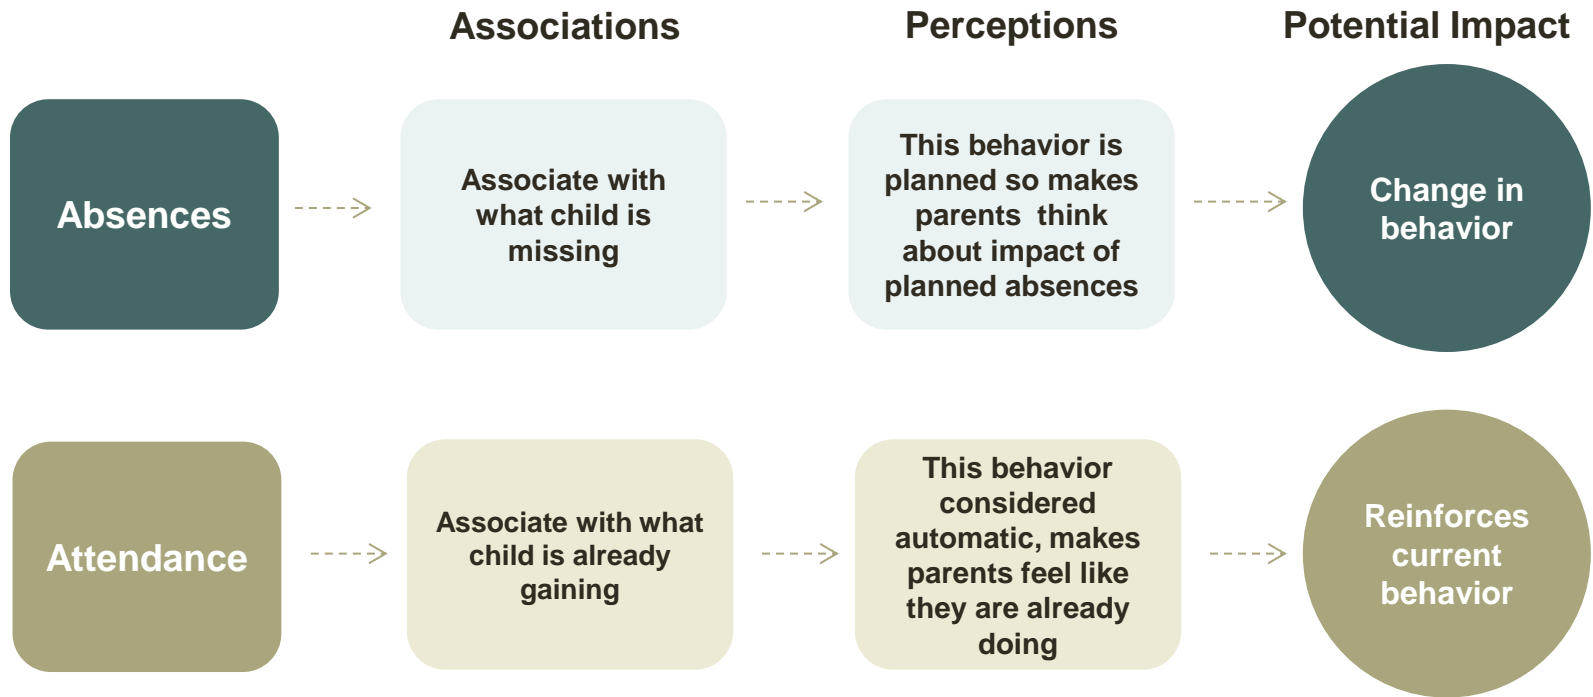 Associations
Perceptions
Potential Impact
Absences
Associate with
what child is
missing
This behavior is
planned so makes
parents think
about impact of
planned absences
Change in
behavior
Attendance
Associate with what
child is already
gaining
This behavior
considered
automatic, makes
parents feel like
they are already
doing
Reinforces
current
behavior